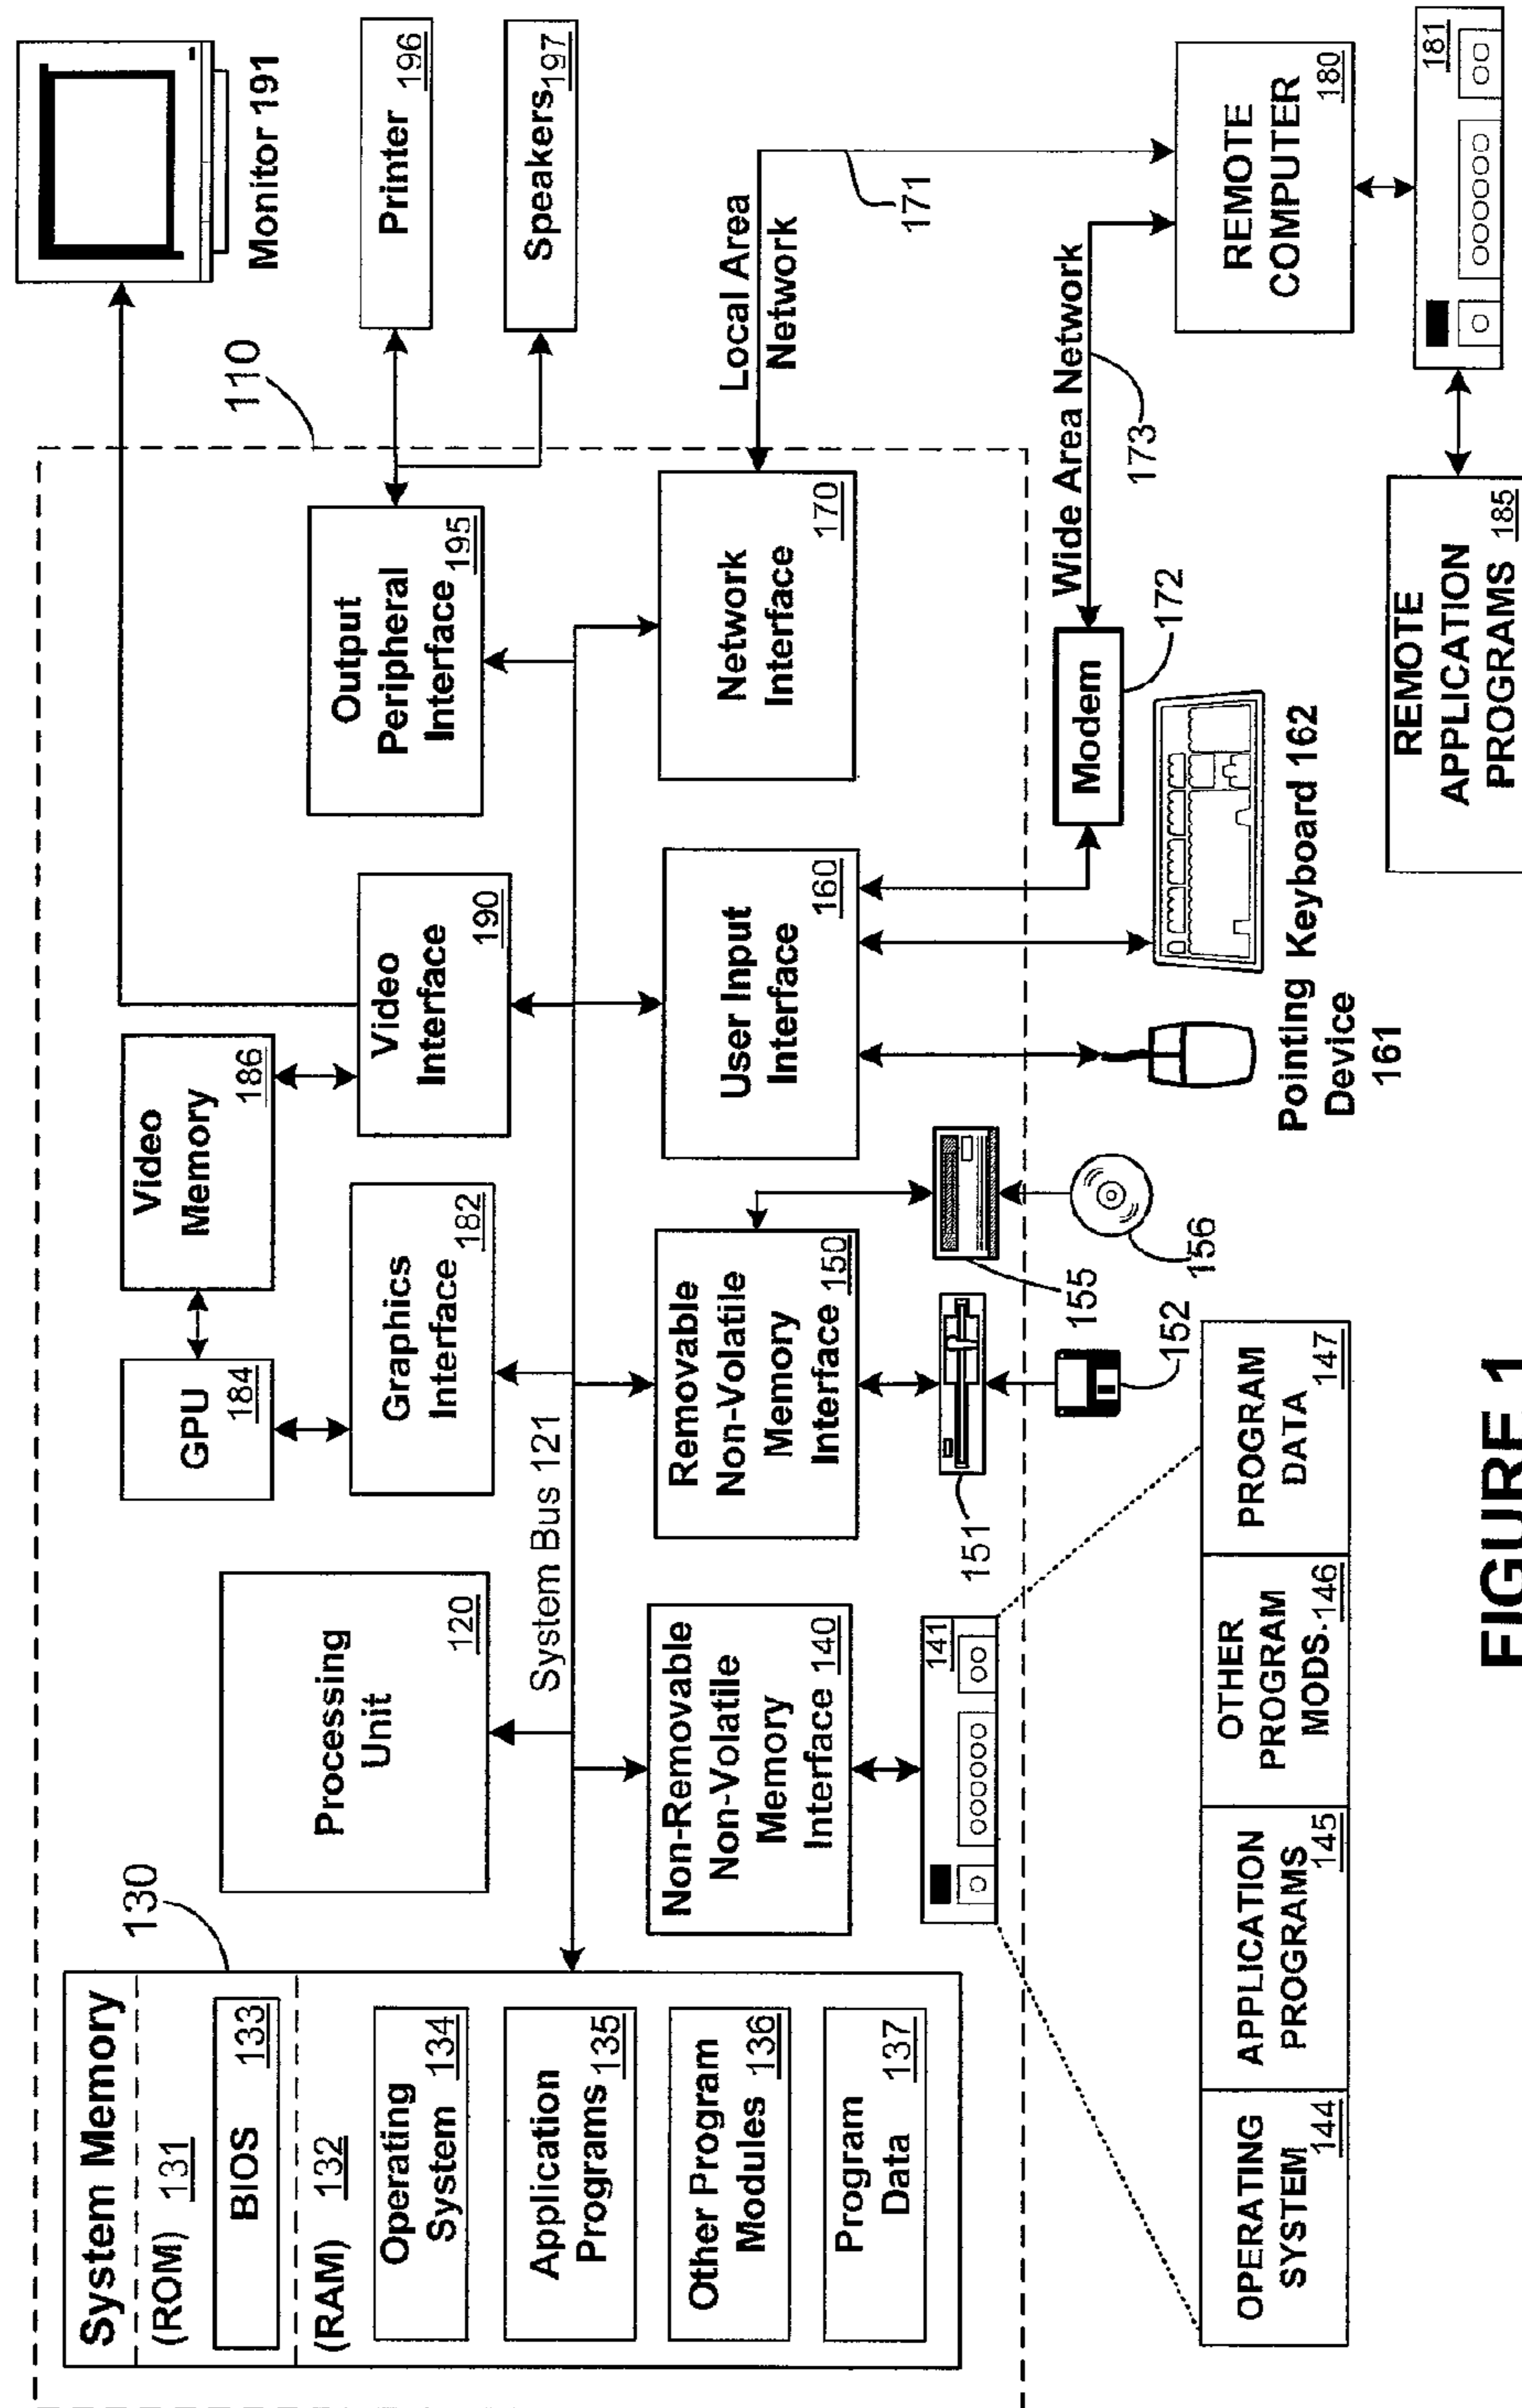 System Memory
(ROM) 131
BIOS 133
(RAM) 132
Operating
System 134
Application
Programs 135
Other Program
Modules 136
Program
Data 137
130
Processing
Unit
120
System Bus 121
GPU
184
Video
Memory
186
Graphics
Interface
182
Video
Interface
190
Output
Peripheral
Interface
195
110
Monitor 191
Printer
196
Speakers
197
Non-Removable
Non-Volatile
Memory
Interface 140
Removable
Non-Volatile
Memory
Interface 150
User Input
Interface
160
Network
Interface
170
Local Area
Network
171
Wide Area Network
173
Modem
172
141
151
152
155
156
Pointing
Device
161
Keyboard 162
REMOTE
COMPUTER
180
181
REMOTE
APPLICATION
PROGRAMS 185
OPERATING
SYSTEM
144
APPLICATION
PROGRAMS
145
OTHER
PROGRAM
MODS. 146
PROGRAM
DATA
147
FIGURE 1